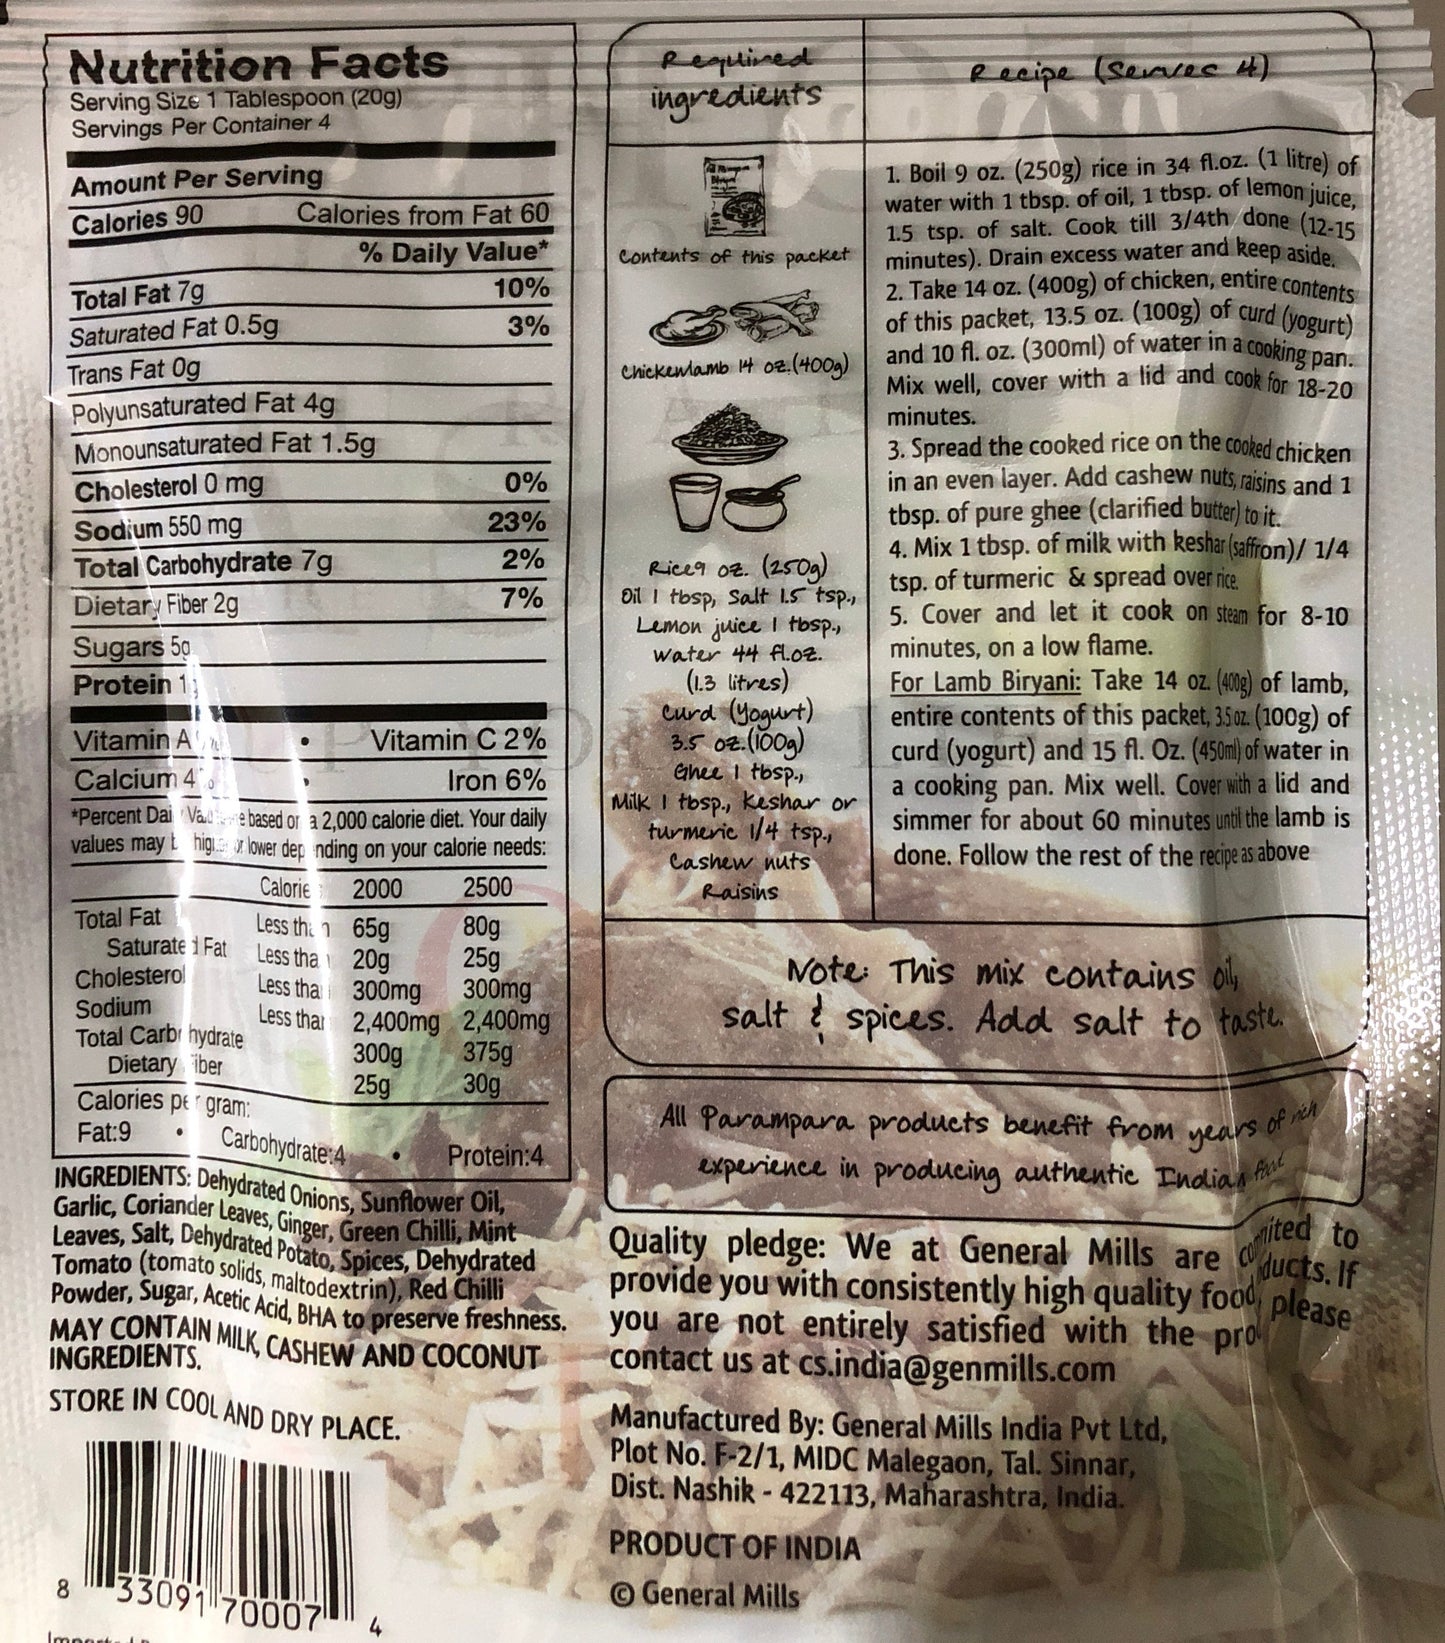 Nutrition Facts
Serving Size 1 Tablespoon (20g)
Servings Per Container 4
Amount Per Serving
Calories 90 Calories from Fat 60
% Daily Value*
Total Fat 7g 10%
Saturated Fat 0.5g 3%
Trans Fat 0g
Polyunsaturated Fat 4g
Monounsaturated Fat 1.5g
Cholesterol 0 mg 0%
Sodium 550 mg 23%
Total Carbohydrate 7g 2%
Dietary Fiber 2g 7%
Sugars 5g
Protein 1g
Vitamin A • Vitamin C 2%
Calcium 4% • Iron 6%
*Percent Daily Values are based on a 2,000 calorie diet. Your daily
values may be higher or lower depending on your calorie needs:
Calories 2000 2500
Total Fat Less than 65g 80g
Saturated Fat Less than 20g 25g
Cholesterol Less than 300mg 300mg
Sodium Less than 2,400mg 2,400mg
Total Carbohydrate 300g 375g
Dietary Fiber 25g 30g
Calories per gram:
Fat:9 • Carbohydrate:4 • Protein:4
INGREDIENTS: Dehydrated Onions, Sunflower Oil,
Garlic, Coriander Leaves, Ginger, Green Chilli, Mint
Leaves, Salt, Dehydrated Potato, Spices, Dehydrated
Tomato (tomato solids, maltodextrin), Red Chilli
Powder, Sugar, Acetic Acid, BHA to preserve freshness.
MAY CONTAIN MILK, CASHEW AND COCONUT
INGREDIENTS.
STORE IN COOL AND DRY PLACE.
8 33091 70007 4
Required
ingredients
Contents of this packet
Chicken/lamb 14 oz.(400g)
Rice9 oz. (250g)
Oil 1 tbsp, Salt 1.5 tsp.,
Lemon juice 1 tbsp.,
water 44 fl.oz.
(1.3 litres)
Curd (Yogurt)
3.5 oz.(100g)
Ghee 1 tbsp.,
Milk 1 tbsp., Keshar or
turmeric 1/4 tsp.,
Cashew nuts
Raisins
Recipe (Serves 4)
1. Boil 9 oz. (250g) rice in 34 fl.oz. (1 litre) of
water with 1 tbsp. of oil, 1 tbsp. of lemon juice,
1.5 tsp. of salt. Cook till 3/4th done (12-15
minutes). Drain excess water and keep aside.
2. Take 14 oz. (400g) of chicken, entire contents
of this packet, 13.5 oz. (100g) of curd (yogurt)
and 10 fl. oz. (300ml) of water in a cooking pan.
Mix well, cover with a lid and cook for 18-20
minutes.
3. Spread the cooked rice on the cooked chicken
in an even layer. Add cashew nuts, raisins and 1
tbsp. of pure ghee (clarified butter) to it.
4. Mix 1 tbsp. of milk with keshar (saffron)/ 1/4
tsp. of turmeric & spread over rice.
5. Cover and let it cook on steam for 8-10
minutes, on a low flame.
For Lamb Biryani: Take 14 oz. (400g) of lamb,
entire contents of this packet, 3.5 oz. (100g) of
curd (yogurt) and 15 fl. Oz. (450ml) of water in
a cooking pan. Mix well. Cover with a lid and
simmer for about 60 minutes until the lamb is
done. Follow the rest of the recipe as above
Note: This mix contains oil,
salt & spices. Add salt to taste.
All Parampara products benefit from years of rich
experience in producing authentic Indian food
Quality pledge: We at General Mills are commited to
provide you with consistently high quality food products. If
you are not entirely satisfied with the please
contact us at cs.india@genmills.com
Manufactured By: General Mills India Pvt Ltd,
Plot No. F-2/1, MIDC Malegaon, Tal. Sinnar,
Dist. Nashik - 422113, Maharashtra, India.
PRODUCT OF INDIA
© General Mills